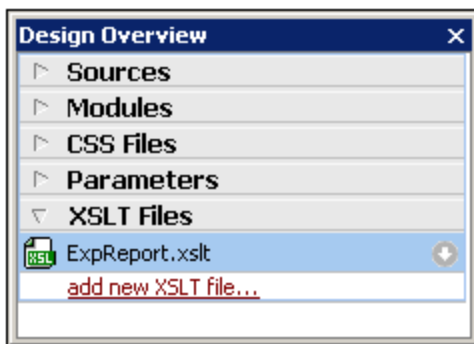 Design Overview
Sources
Modules
CSS Files
Parameters
XSLT Files
XSL ExpReport.xslt
add new XSLT file...